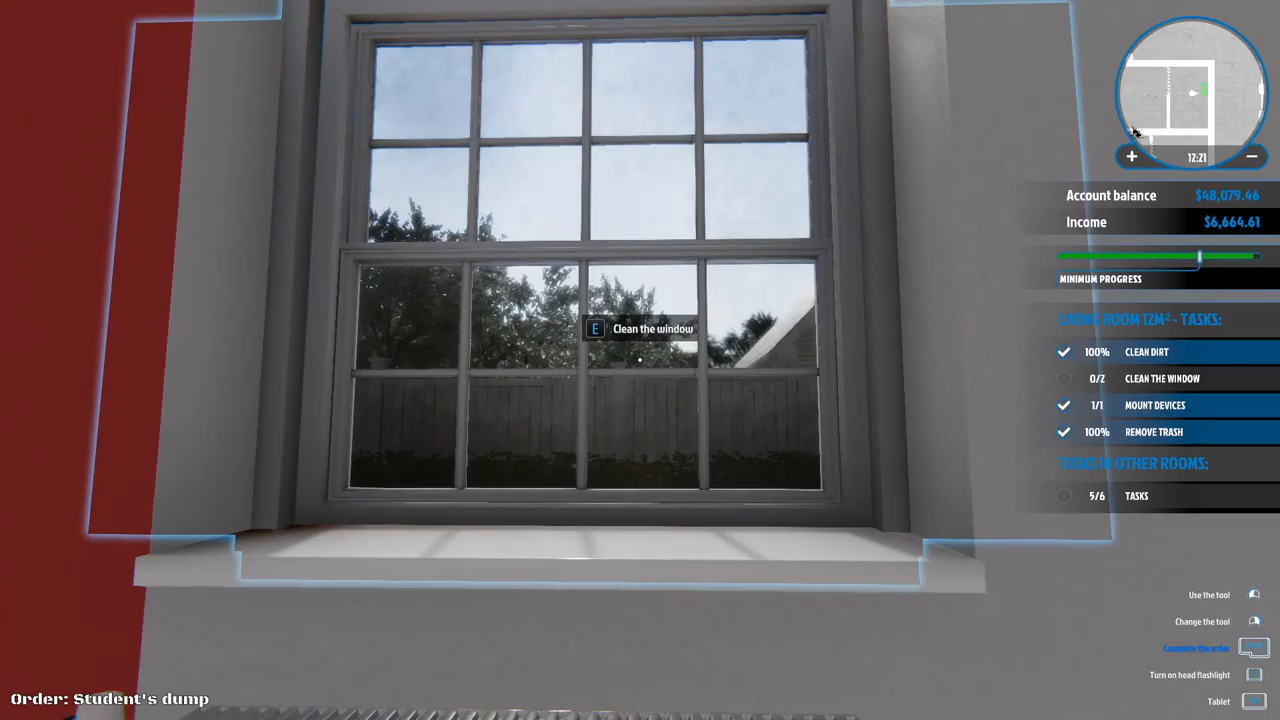 12:21
Account balance $48,079.46
Income $6,664.61
MINIMUM PROGRESS
LIVING ROOM 12M² - TASKS:
100% CLEAN DIRT
0/2 CLEAN THE WINDOW
1/1 MOUNT DEVICES
100% REMOVE TRASH
TASKS IN OTHER ROOMS:
5/6 TASKS
E Clean the window
Use the tool
Change the tool
Complete the order
Turn on head flashlight
Tablet
Order: Student's dump